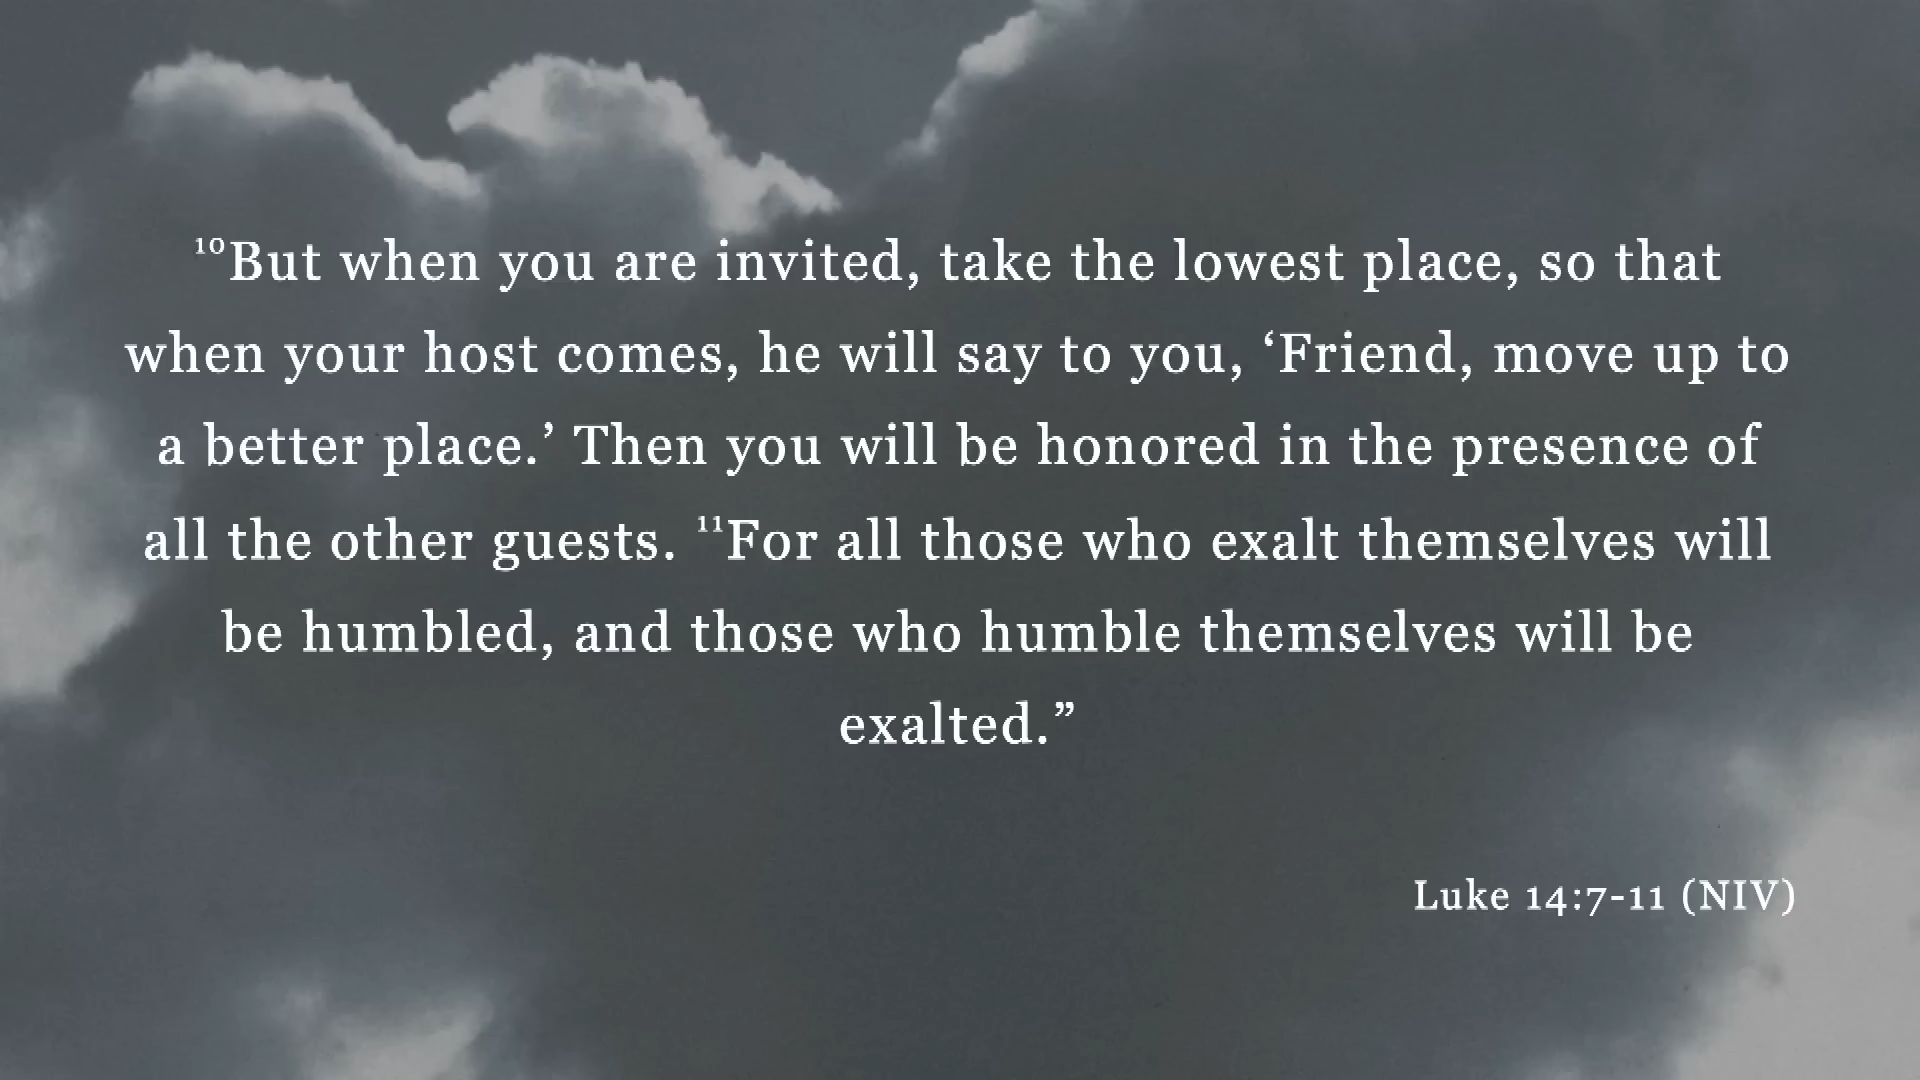 ¹⁰But when you are invited, take the lowest place, so that
when your host comes, he will say to you, ‘Friend, move up to
a better place.’ Then you will be honored in the presence of
all the other guests. ¹¹For all those who exalt themselves will
be humbled, and those who humble themselves will be
exalted.”
Luke 14:7-11 (NIV)